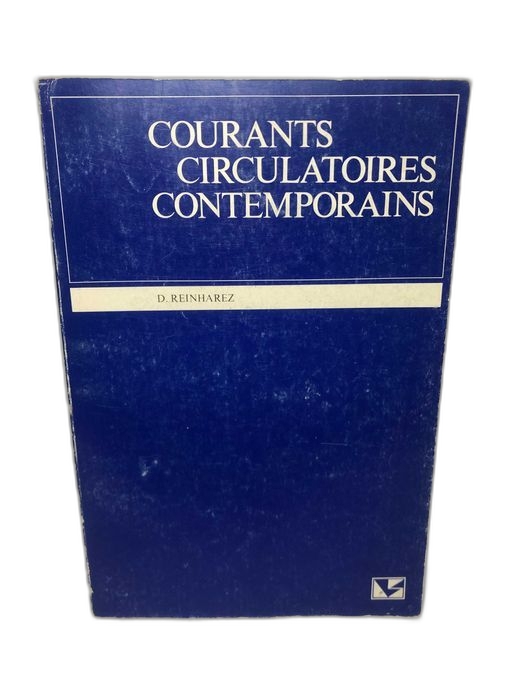 COURANTS
CIRCULATOIRES
CONTEMPORAINS
D. REINHAREZ